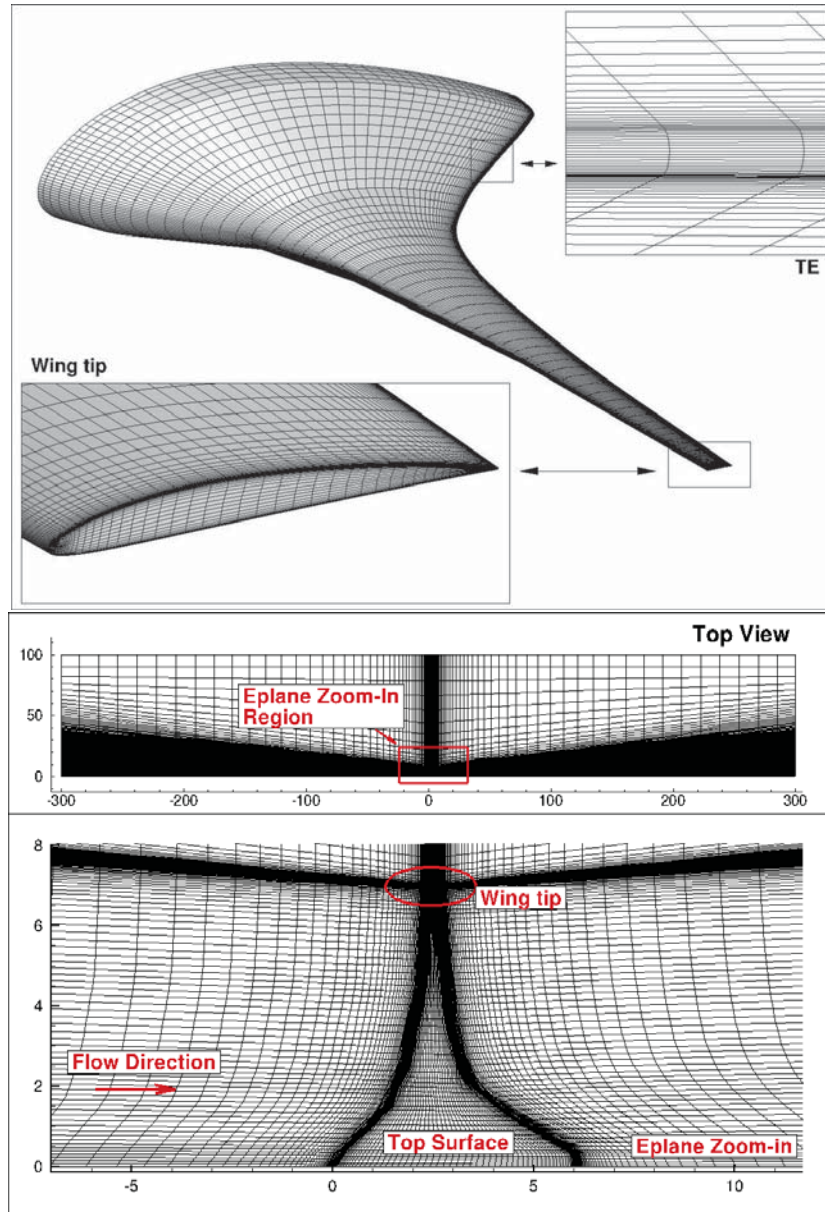 TE
Wing tip
Top View
100
50
0
Eplane Zoom-In
Region
-300
-200
-100
0
100
200
300
8
6
4
2
0
Wing tip
Flow Direction
Top Surface
Eplane Zoom-in
-5
0
5
10